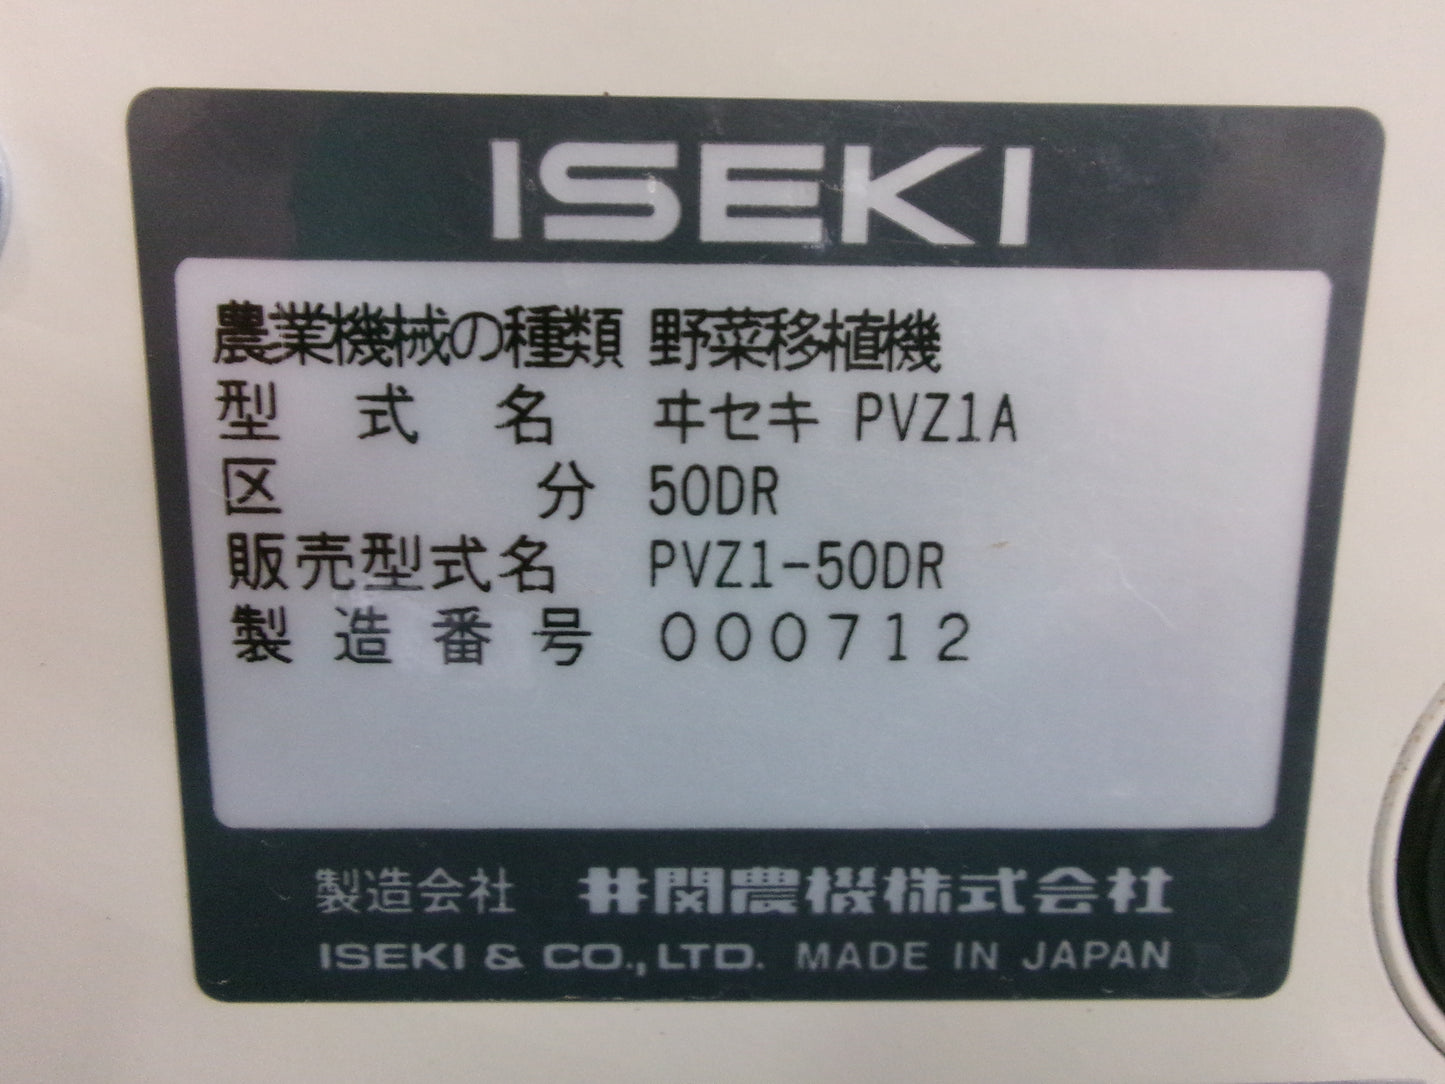 ISEKI
農業機械の種類 野菜移植機
型式名 ヰセキ PVZ1A
区分 50DR
販売型式名 PVZ1-50DR
製造番号 000712
製造会社 井関農機株式会社
ISEKI & CO., LTD. MADE IN JAPAN